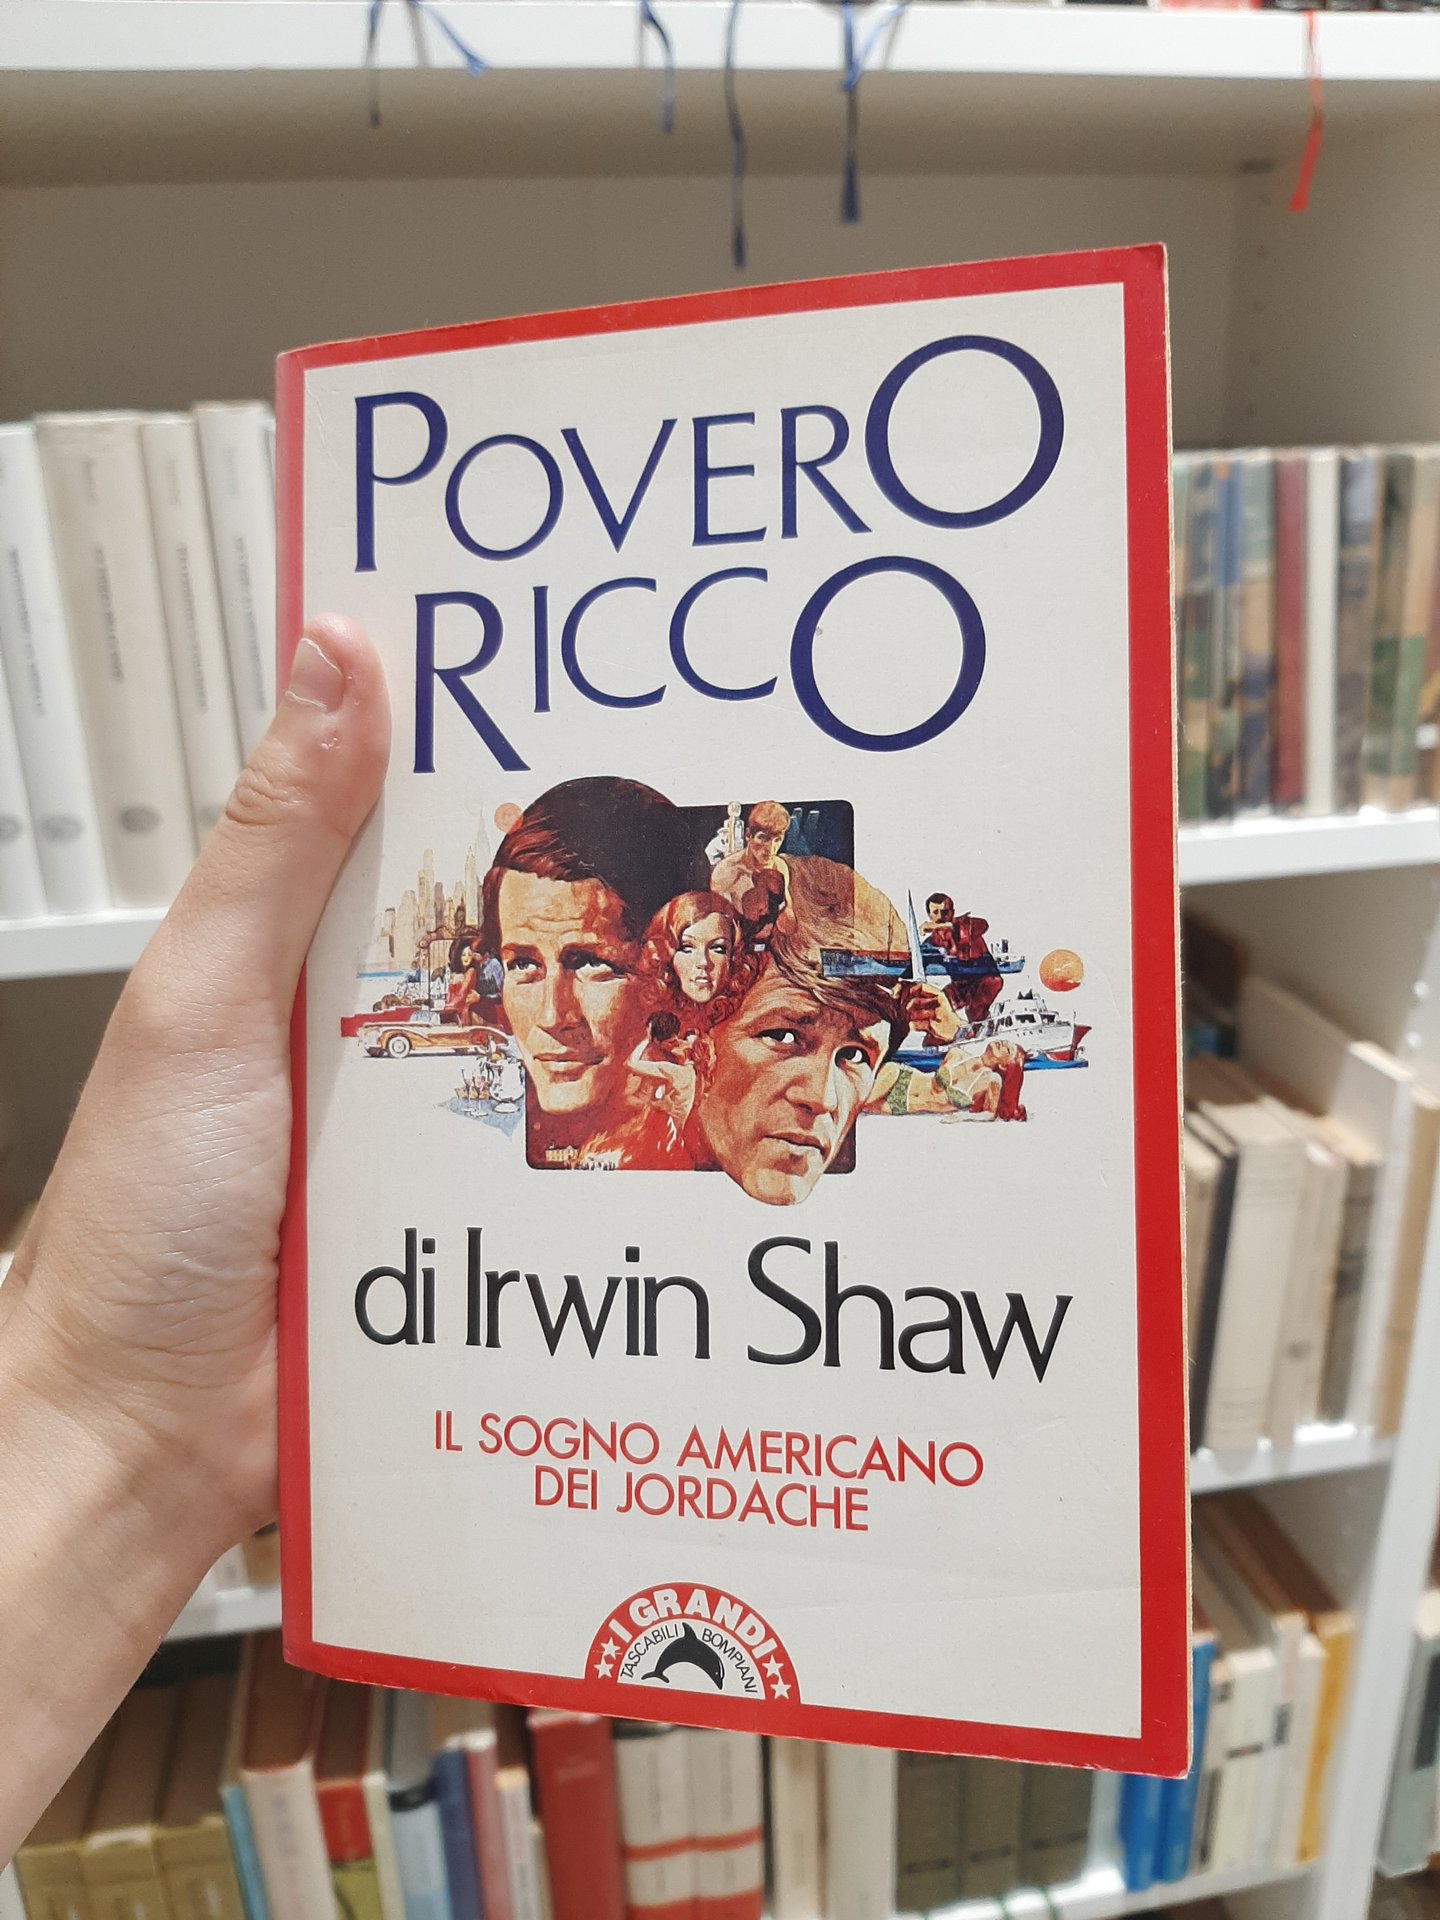 POVERO
RICCO
di Irwin Shaw
IL SOGNO AMERICANO
DEI JORDACHE
I GRANDI
TASCABILI BOMPIANI